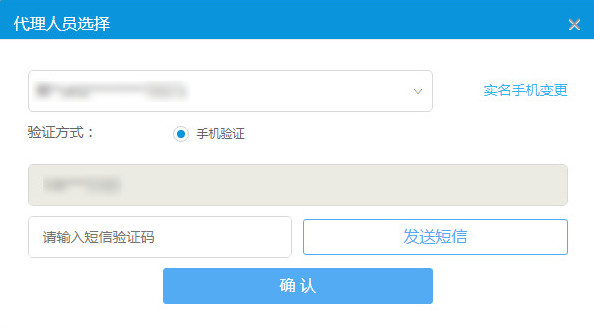 代理人员选择
实名手机变更
验证方式：
手机验证
请输入短信验证码
发送短信
确 认